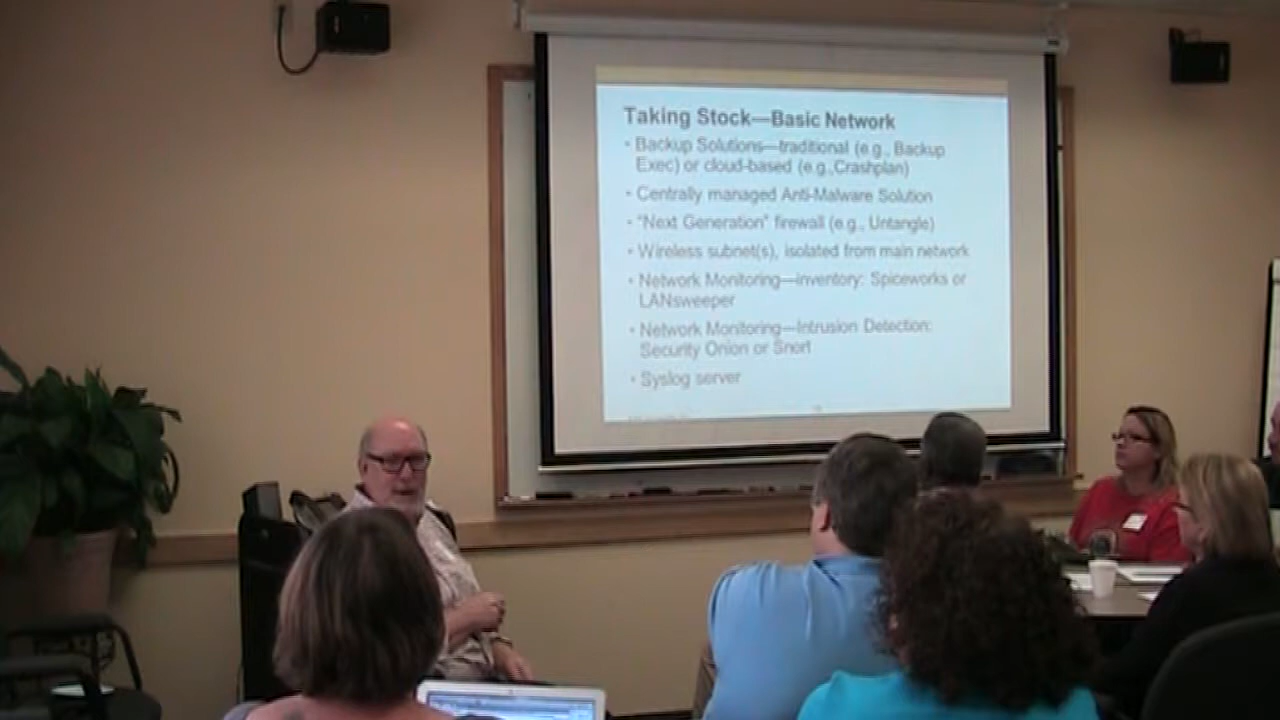 Taking Stock—Basic Network
• Backup Solutions—traditional (e.g., Backup
Exec) or cloud-based (e.g.,Crashplan)
• Centrally managed Anti-Malware Solution
• "Next Generation" firewall (e.g., Untangle)
• Wireless subnet(s), isolated from main network
• Network Monitoring—inventory: Spiceworks or
LANsweeper
• Network Monitoring—Intrusion Detection:
Security Onion or Snort
• Syslog server